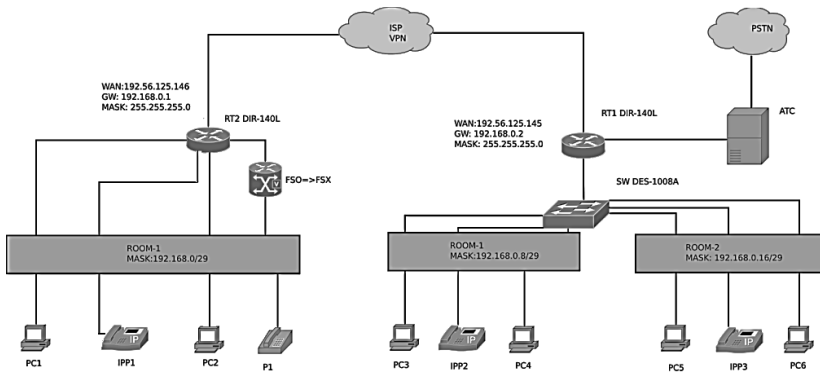 ISP
VPN
PSTN
WAN:192.56.125.146
GW: 192.168.0.1
MASK: 255.255.255.0
RT2 DIR-140L
WAN:192.56.125.145
GW: 192.168.0.2
MASK: 255.255.255.0
RT1 DIR-140L
ATC
FSO=>FSX
V
SW DES-1008A
ROOM-1
MASK:192.168.0/29
ROOM-1
MASK:192.168.0.8/29
ROOM-2
MASK: 192.168.0.16/29
IP
IP
IP
PC1
IPP1
PC2
P1
PC3
IPP2
PC4
PC5
IPP3
PC6